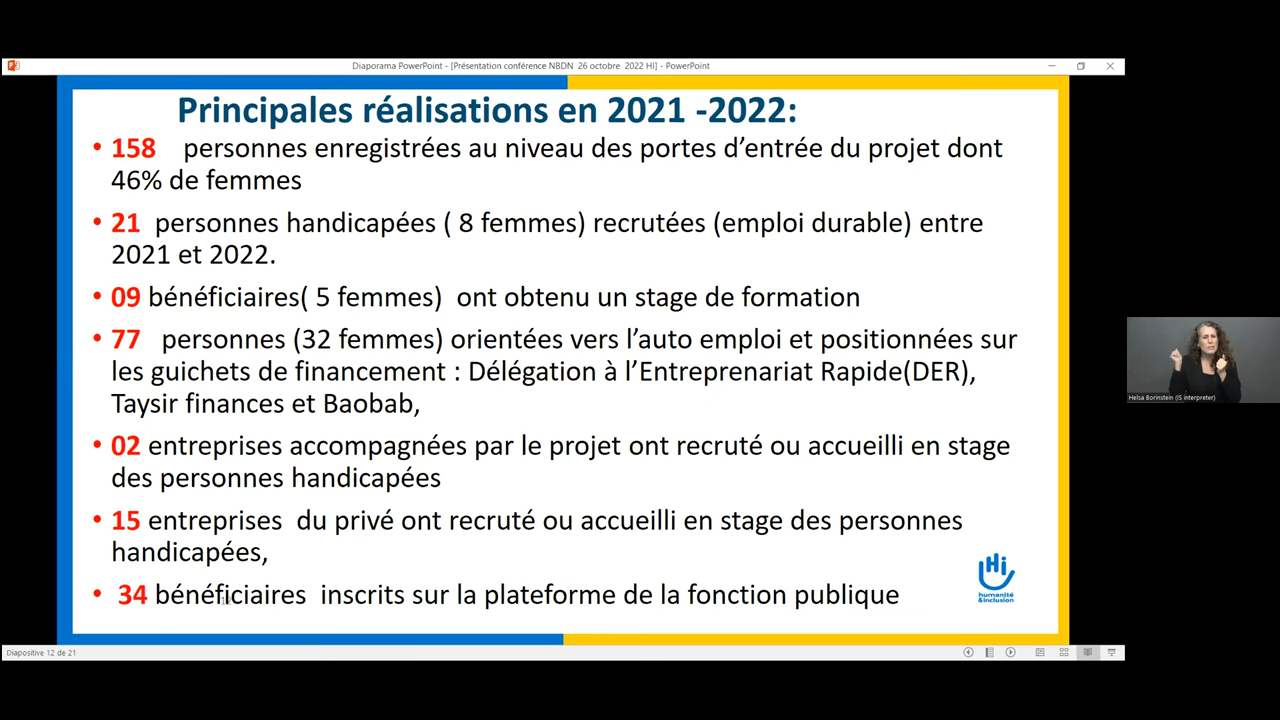 Diaporama PowerPoint - [Présentation conférence NBDN 26 octobre 2022 HI] - PowerPoint
Principales réalisations en 2021 -2022:
• 158 personnes enregistrées au niveau des portes d’entrée du projet dont
46% de femmes
• 21 personnes handicapées ( 8 femmes) recrutées (emploi durable) entre
2021 et 2022.
• 09 bénéficiaires( 5 femmes) ont obtenu un stage de formation
• 77 personnes (32 femmes) orientées vers l’auto emploi et positionnées sur
les guichets de financement : Délégation à l’Entreprenariat Rapide(DER),
Taysir finances et Baobab,
• 02 entreprises accompagnées par le projet ont recruté ou accueilli en stage
des personnes handicapées
• 15 entreprises du privé ont recruté ou accueilli en stage des personnes
handicapées,
• 34 bénéficiaires inscrits sur la plateforme de la fonction publique
Hi
humanité
&inclusion
Helsa Borinstein (IS interpreter)
Diapositive 12 de 21